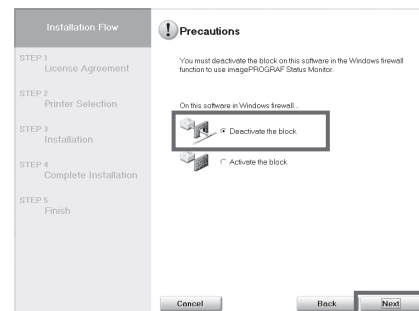 Installation Flow
STEP 1
License Agreement
STEP 2
Printer Selection
STEP 3
Installation
STEP 4
Complete Installation
STEP 5
Finish
! Precautions
You must deactivate the block on this software in the Windows firewall
function to use imagePROGRAF Status Monitor.
On this software in Windows firewall...
Deactivate the block
Activate the block
Cancel
Back
Next